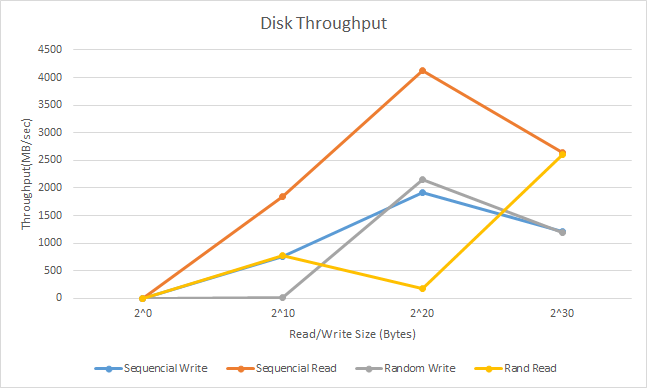 Disk Throughput
4500
4000
3500
3000
2500
2000
1500
1000
500
0
Throughput(MB/sec)
2^0 2^10 2^20 2^30
Read/Write Size (Bytes)
Sequencial Write Sequencial Read Random Write Rand Read